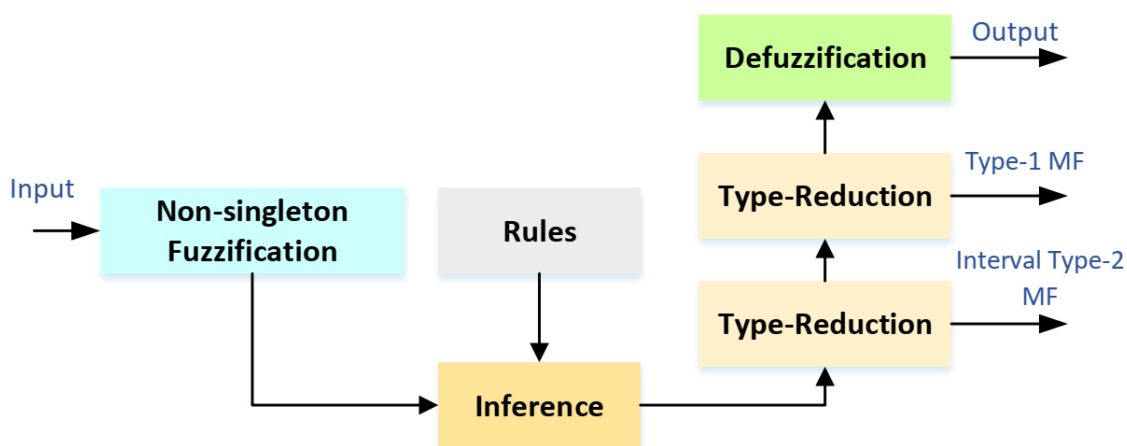 Output
Defuzzification
Type-1 MF
Type-Reduction
Input
Non-singleton
Fuzzification
Rules
Interval Type-2
MF
Type-Reduction
Inference